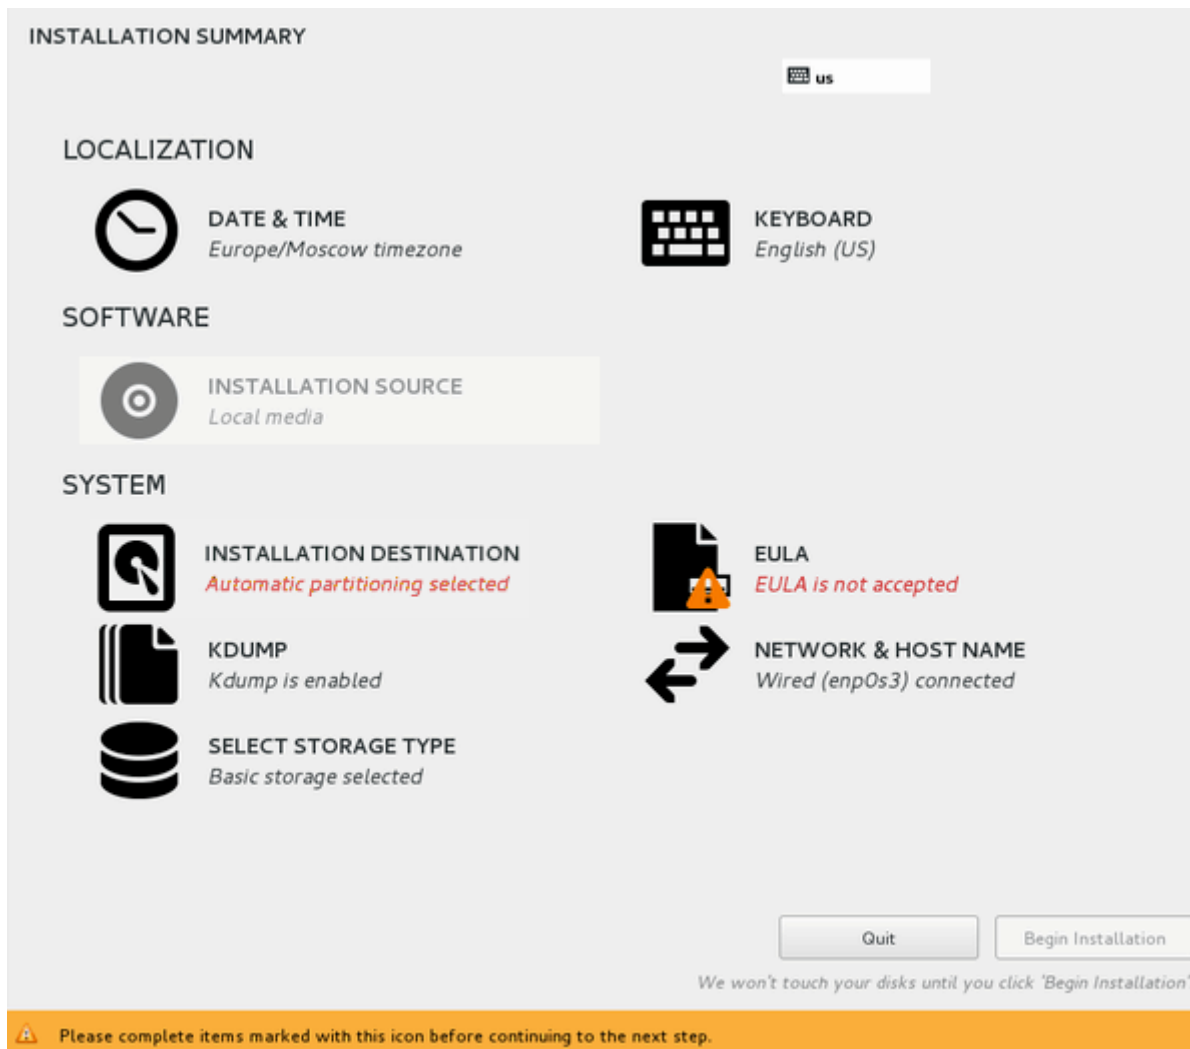 INSTALLATION SUMMARY
us
LOCALIZATION
DATE & TIME
Europe/Moscow timezone
KEYBOARD
English (US)
SOFTWARE
INSTALLATION SOURCE
Local media
SYSTEM
INSTALLATION DESTINATION
Automatic partitioning selected
EULA
EULA is not accepted
KDUMP
Kdump is enabled
NETWORK & HOST NAME
Wired (enp0s3) connected
SELECT STORAGE TYPE
Basic storage selected
Quit
Begin Installation
We won't touch your disks until you click 'Begin Installation'
Please complete items marked with this icon before continuing to the next step.